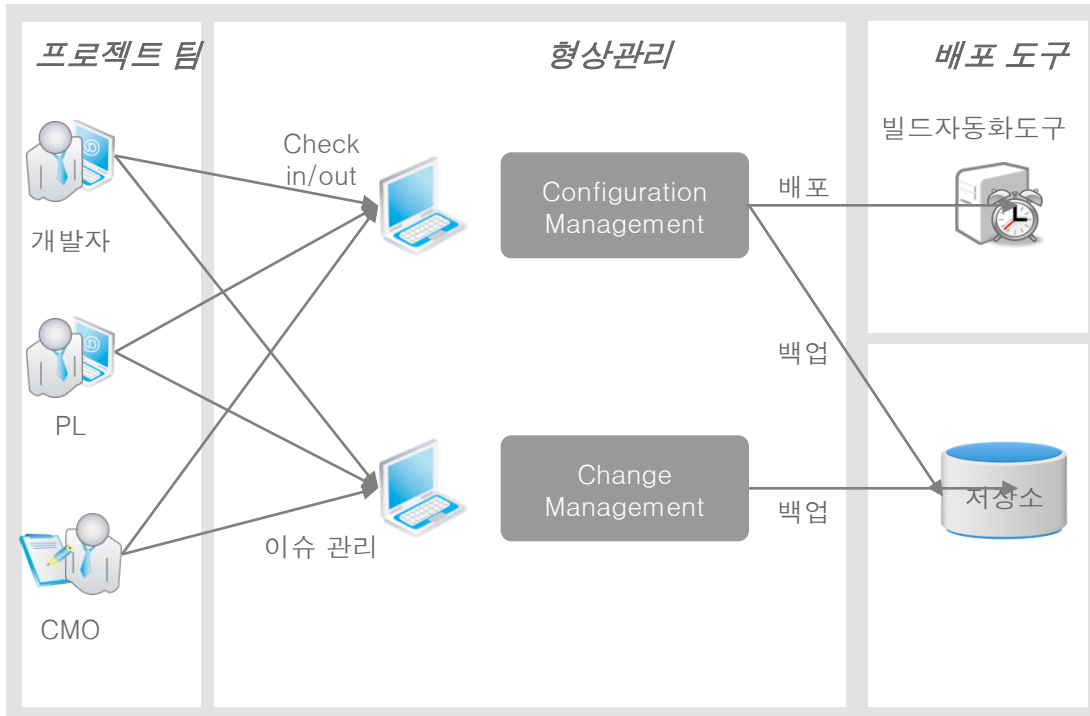 프로젝트 팀
형상관리
배포 도구
개발자
PL
CMO
Check
in/out
이슈 관리
Configuration
Management
Change
Management
배포
백업
백업
빌드자동화도구
저장소